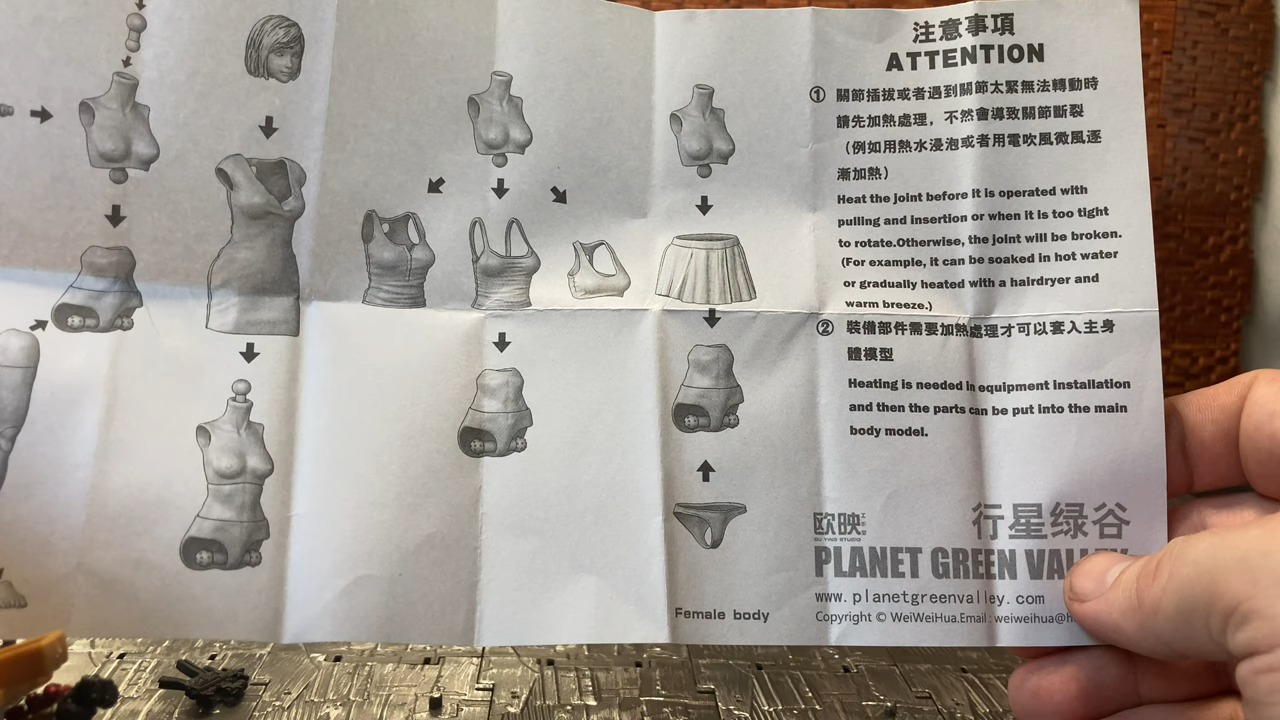 注意事項
ATTENTION
① 關節插拔或者遇到關節太緊無法轉動時
請先加熱處理，不然會導致關節斷裂
（例如用熱水浸泡或者用電吹風微風逐
漸加熱）
Heat the joint before it is operated with
pulling and insertion or when it is too tight
to rotate.Otherwise, the joint will be broken.
(For example, it can be soaked in hot water
or gradually heated with a hairdryer and
warm breeze.)
② 裝備部件需要加熱處理才可以套入主身
體模型
Heating is needed in equipment installation
and then the parts can be put into the main
body model.
欧映工作室
OU YING STUDIO
行星绿谷
PLANET GREEN VALLEY
www.planetgreenvalley.com
Copyright © WeiWeiHua.Email:weiweihua@h
Female body